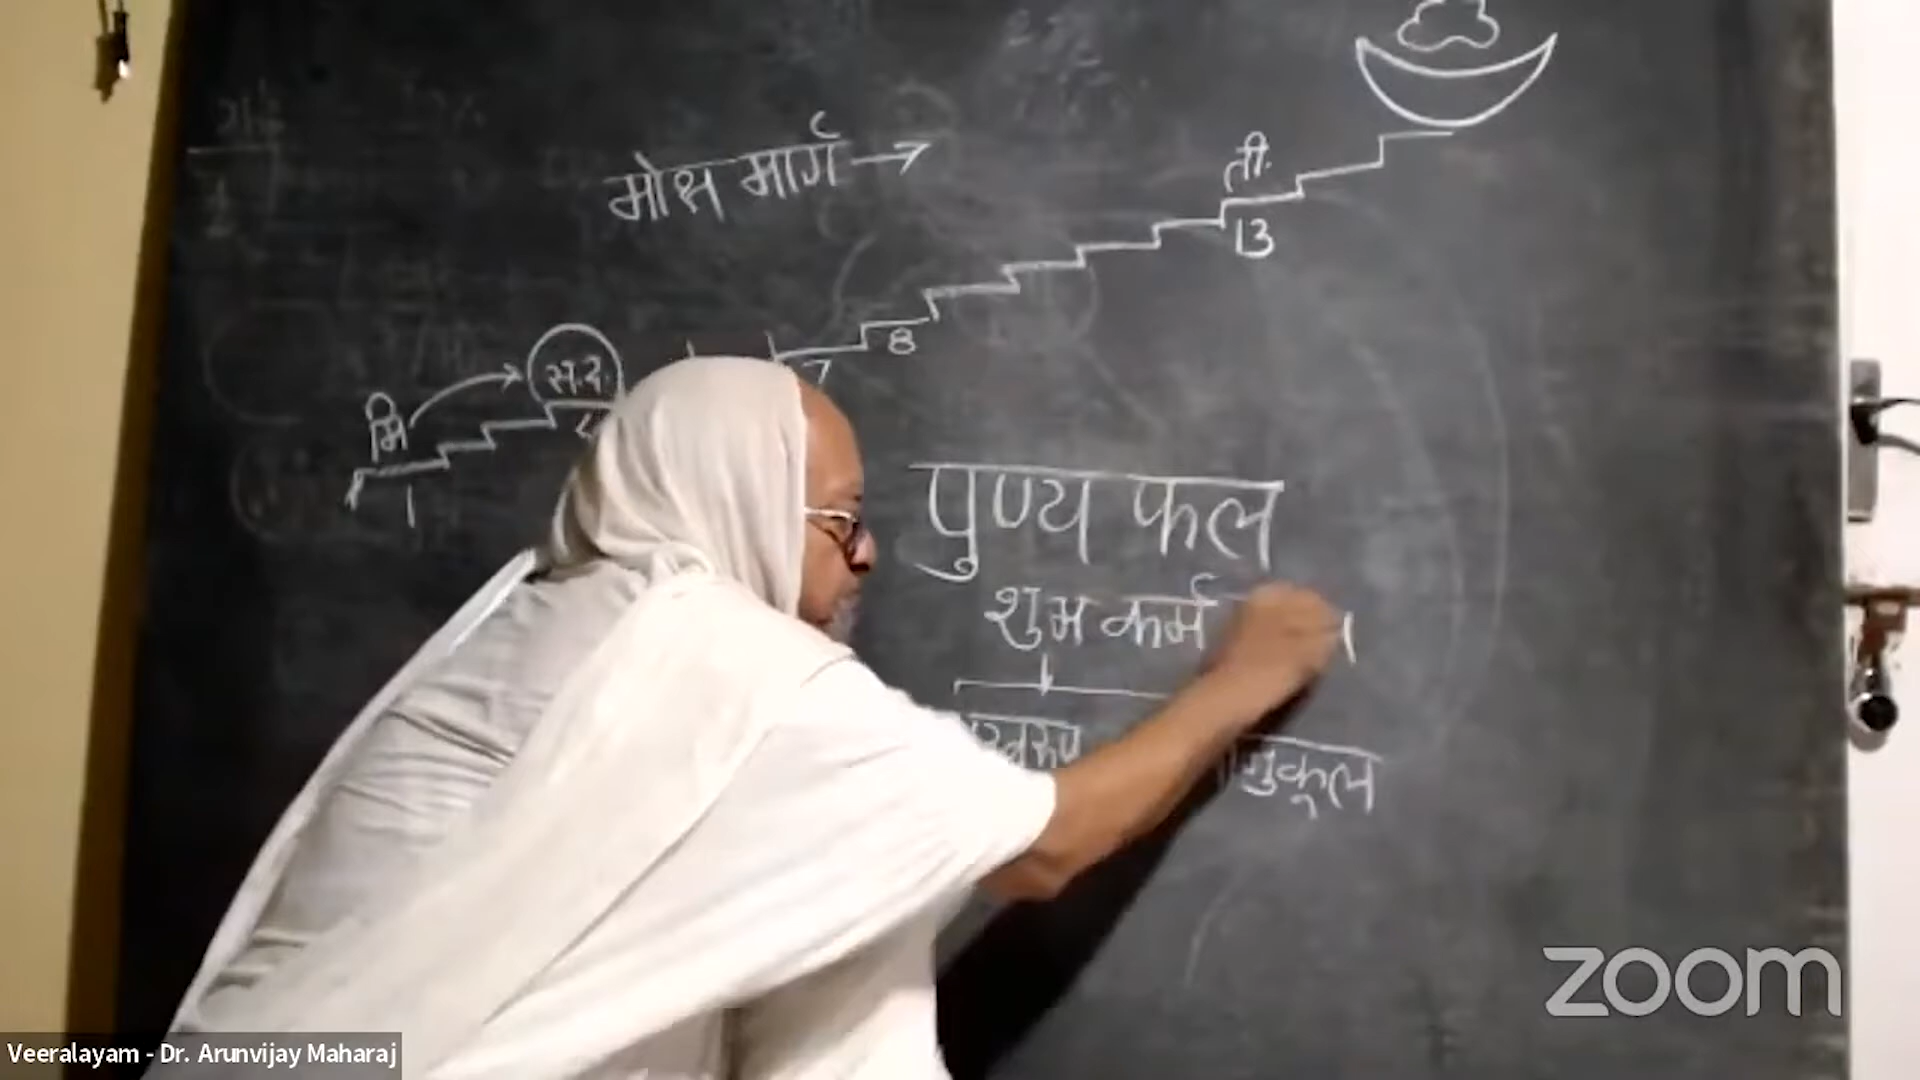 मोक्ष मार्ग →
ती.
13
8
7
स.द.
मि
1
पुण्य फल
शुभ कर्म
zoom
Veeralayam - Dr. Arunvijay Maharaj